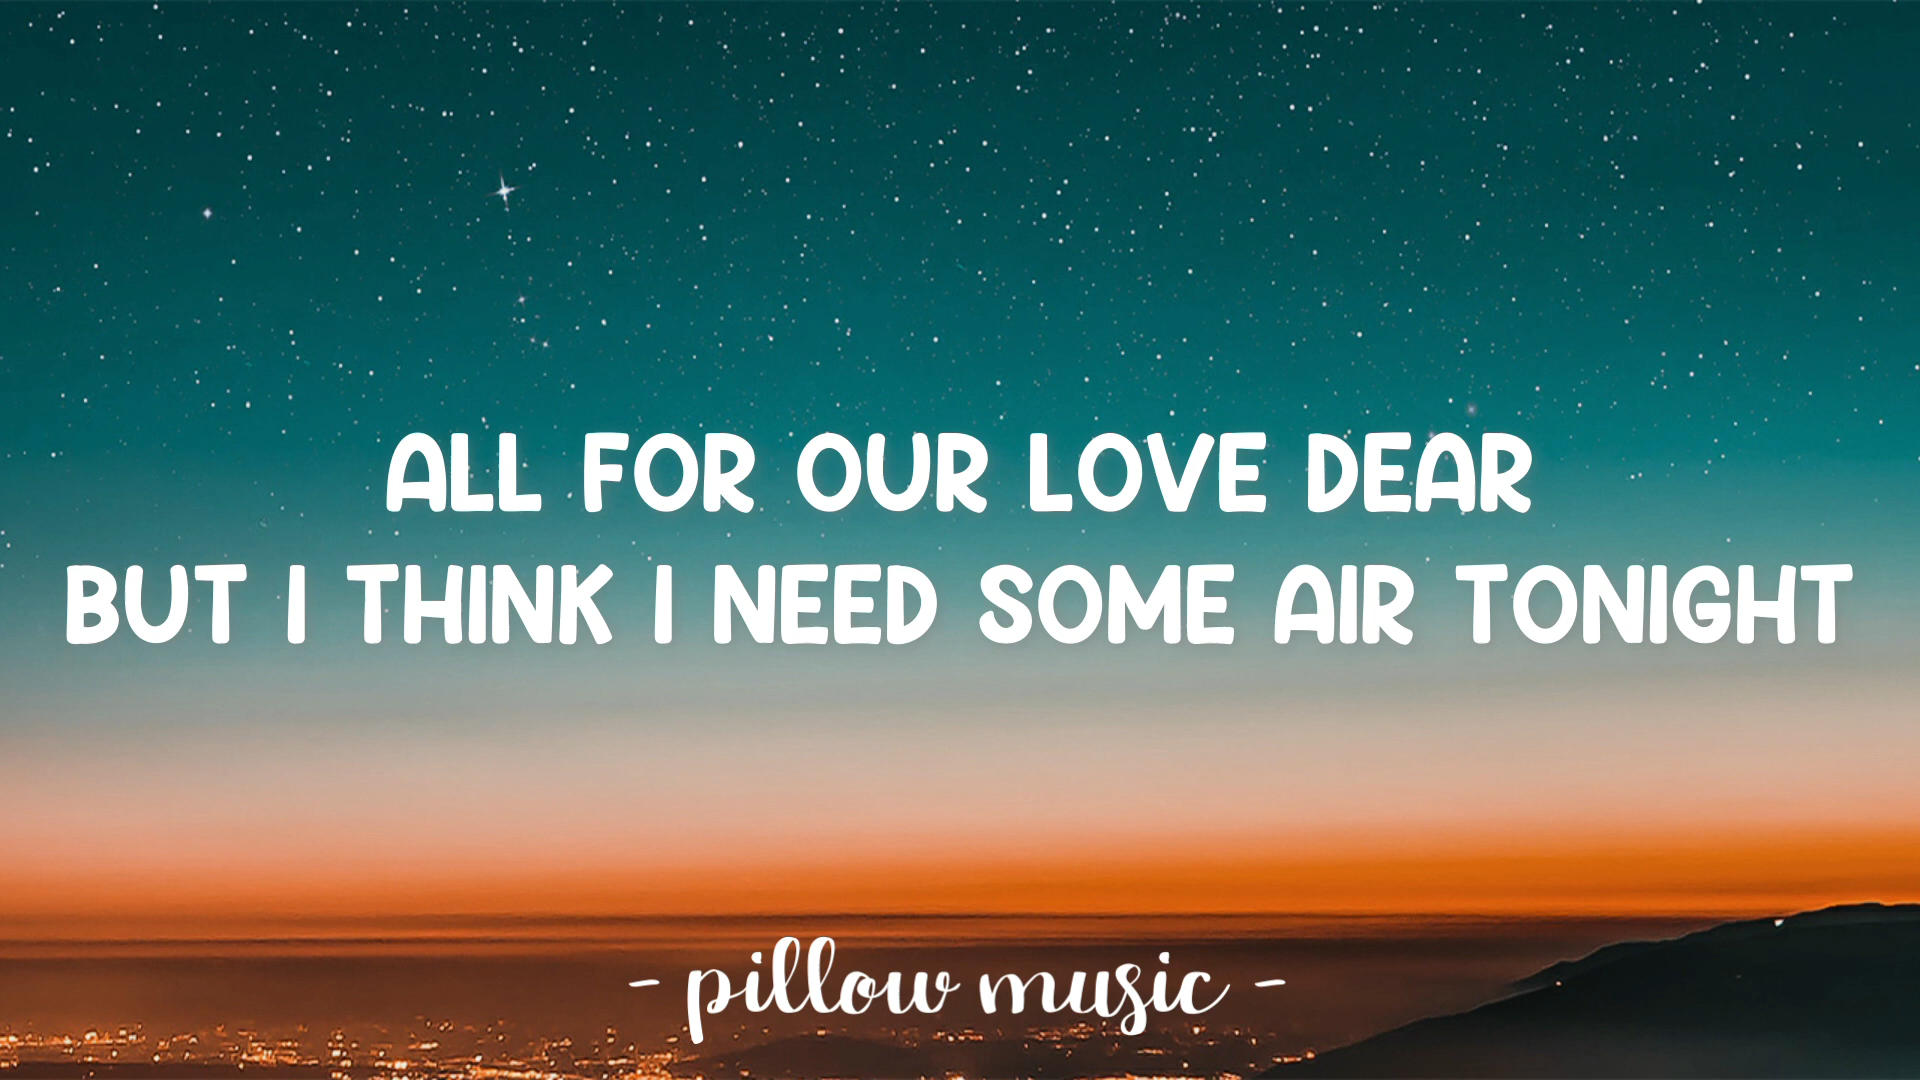 ALL FOR OUR LOVE DEAR
BUT I THINK I NEED SOME AIR TONIGHT
- pillow music -